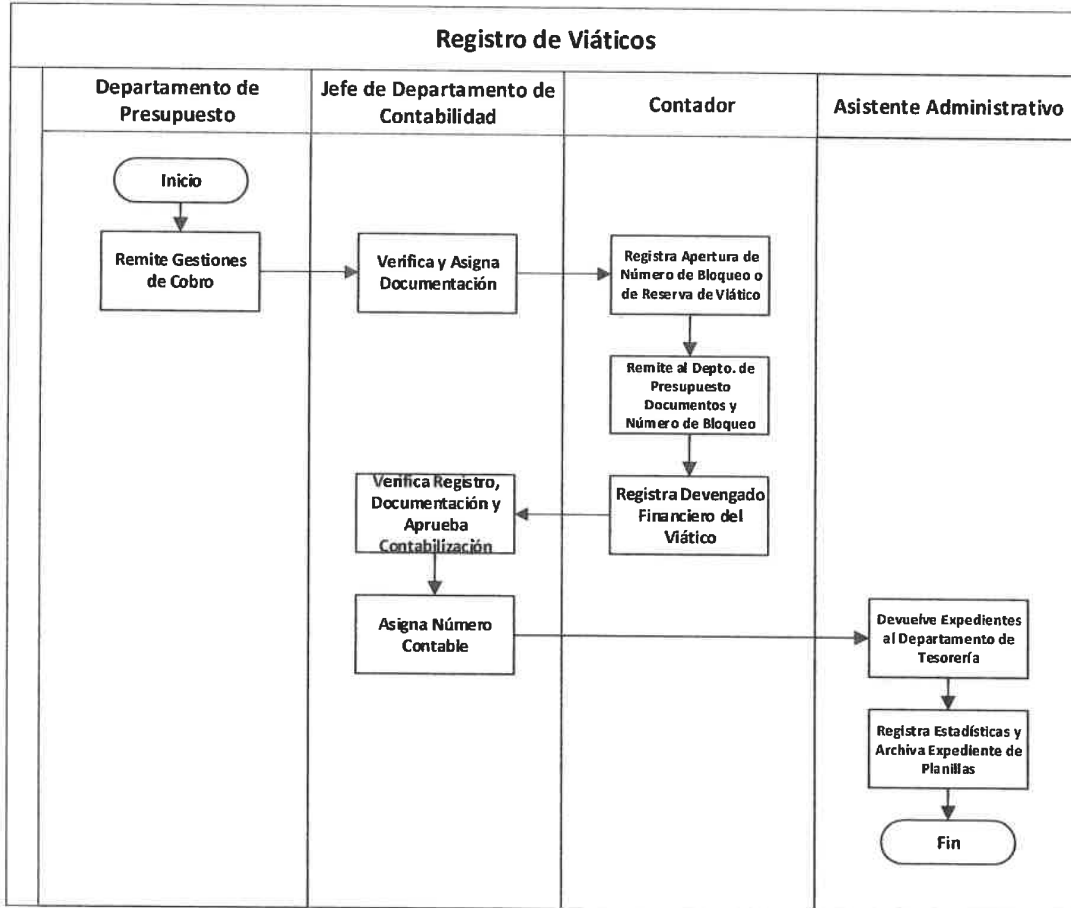 Registro de Viáticos
Departamento de
Presupuesto
Jefe de Departamento de
Contabilidad
Contador
Asistente Administrativo
Inicio
Remite Gestiones
de Cobro
Verifica y Asigna
Documentación
Registra Apertura de
Número de Bloqueo o
de Reserva de Viático
Remite al Depto. de
Presupuesto
Documentos y
Número de Bloqueo
Registra Devengado
Financiero del
Viático
Verifica Registro,
Documentación y
Aprueba
Contabilización
Asigna Número
Contable
Devuelve Expedientes
al Departamento de
Tesorería
Registra Estadísticas y
Archiva Expediente de
Planillas
Fin